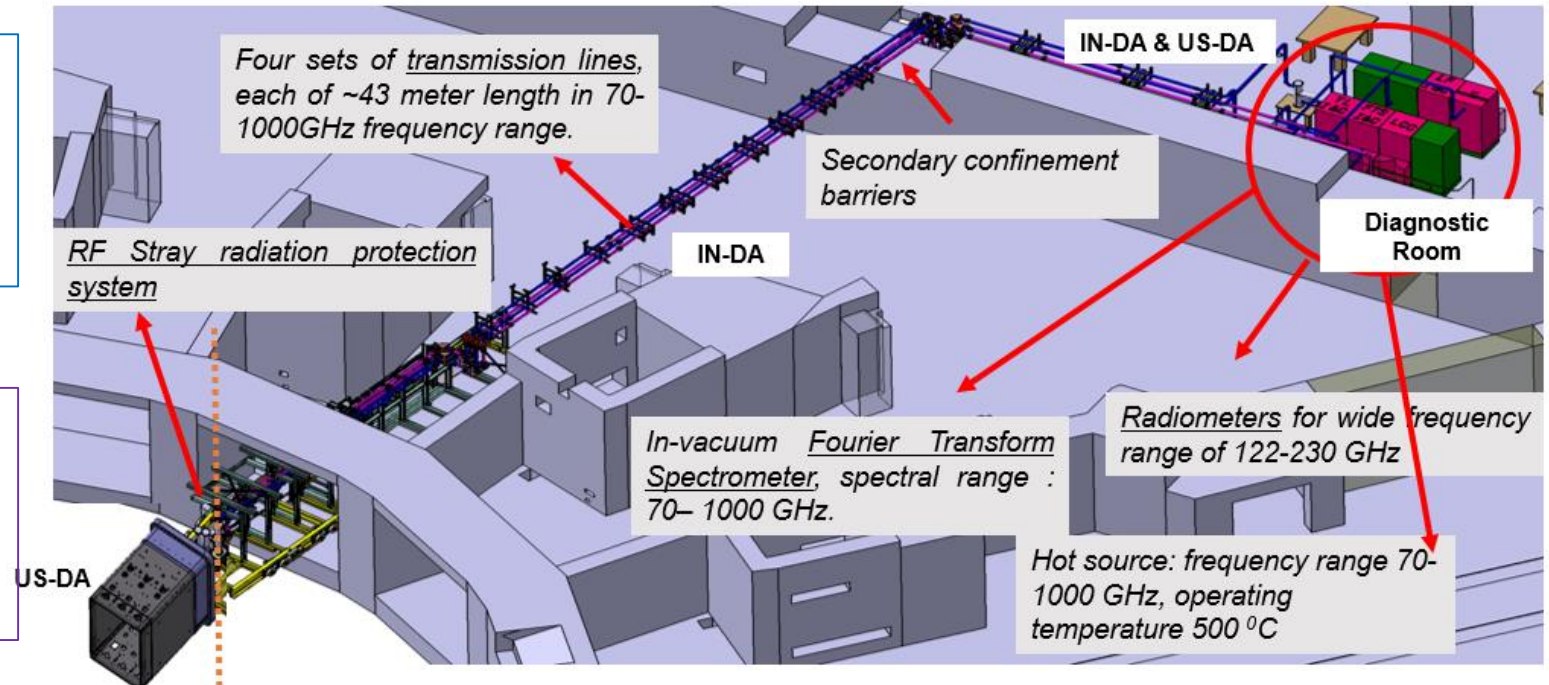 Four sets of transmission lines,
each of ~43 meter length in 70-
1000GHz frequency range.
IN-DA & US-DA
Secondary confinement
barriers
Diagnostic
Room
RF Stray radiation protection
system
IN-DA
In-vacuum Fourier Transform
Spectrometer, spectral range :
70– 1000 GHz.
Radiometers for wide frequency
range of 122-230 GHz
Hot source: frequency range 70-
1000 GHz, operating
temperature 500 ⁰C
US-DA